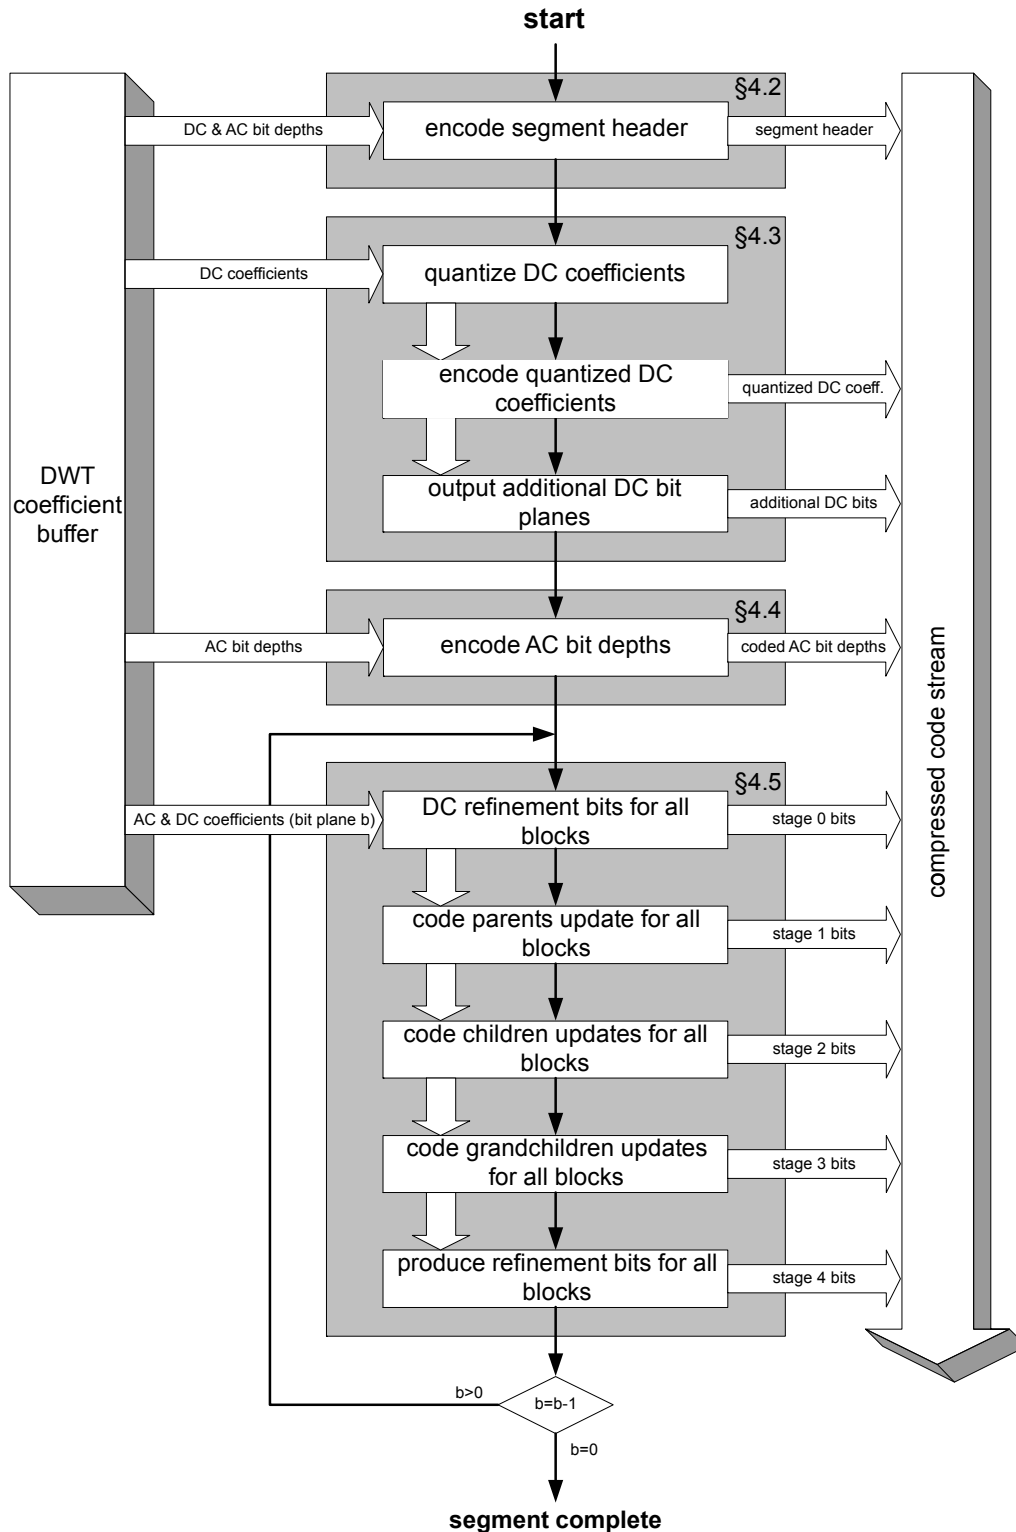 start
§4.2
DC & AC bit depths
encode segment header
segment header
§4.3
DC coefficients
quantize DC coefficients
encode quantized DC
coefficients
quantized DC coeff.
DWT
coefficient
buffer
output additional DC bit
planes
additional DC bits
§4.4
AC bit depths
encode AC bit depths
coded AC bit depths
compressed code stream
§4.5
AC & DC coefficients (bit plane b)
DC refinement bits for all
blocks
stage 0 bits
code parents update for all
blocks
stage 1 bits
code children updates for all
blocks
stage 2 bits
code grandchildren updates
for all blocks
stage 3 bits
produce refinement bits for all
blocks
stage 4 bits
b>0
b=b-1
b=0
segment complete